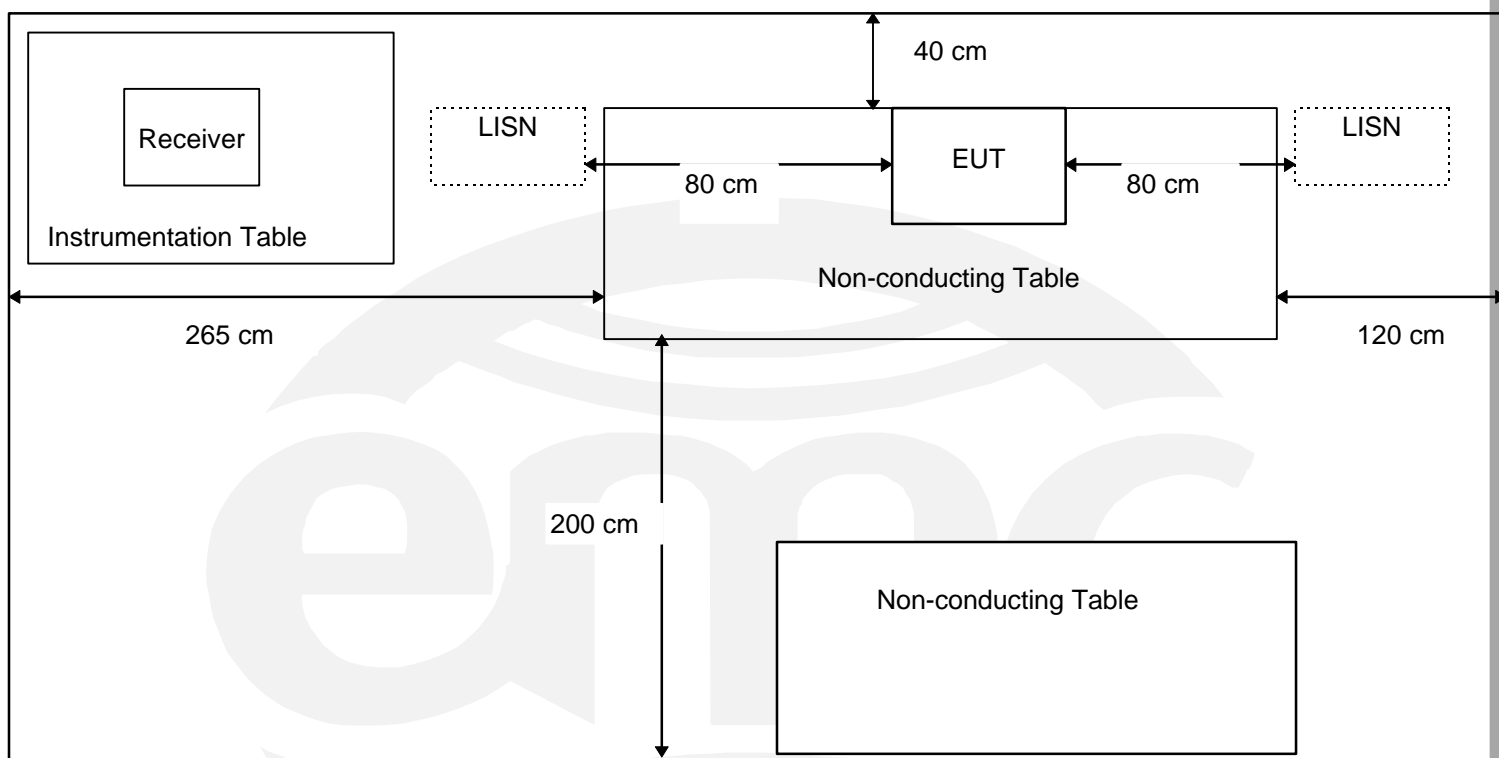 40 cm
Receiver
LISN
EUT
LISN
80 cm
80 cm
Instrumentation Table
Non-conducting Table
265 cm
120 cm
200 cm
Non-conducting Table
emc